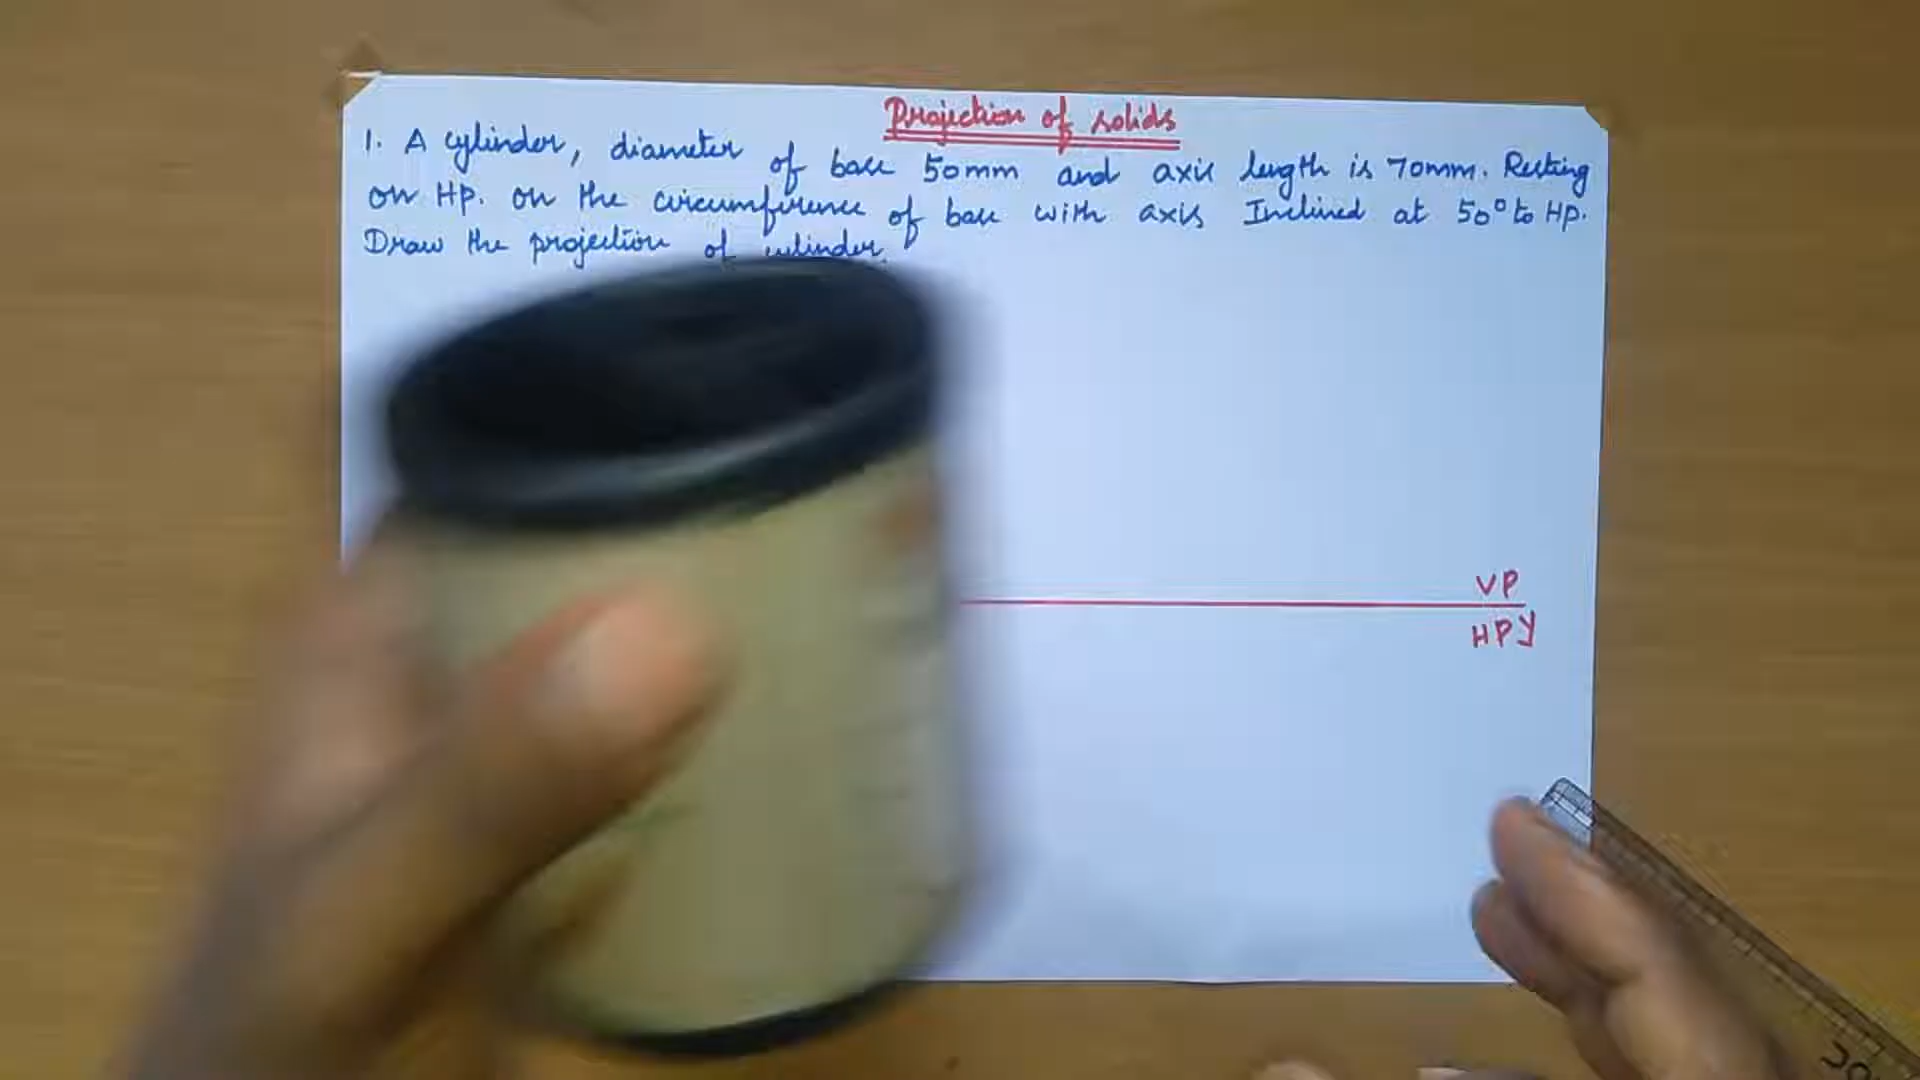 Projection of solids
1. A cylinder, diameter of base 50mm and axis length is 70mm. Resting
on HP. on the circumference of base with axis Inclined at 50° to HP.
Draw the projection of cylinder.
VP
HP y